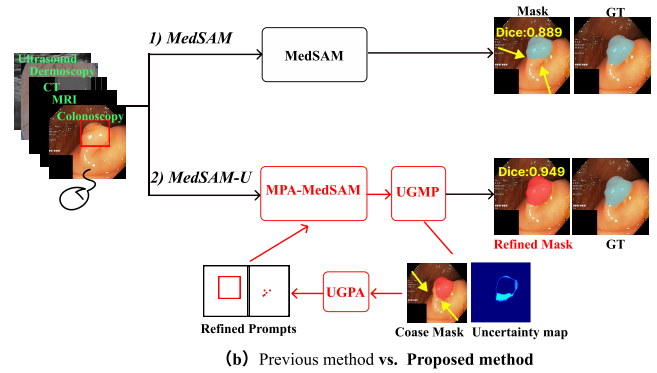 Mask
GT
1) MedSAM
Dice:0.889
MedSAM
Ultrasound
Dermoscopy
CT
MRI
Colonoscopy
2) MedSAM-U
MPA-MedSAM
UGMP
Dice:0.949
Refined Mask
GT
UGPA
Refined Prompts
Coase Mask
Uncertainty map
(b) Previous method vs. Proposed method